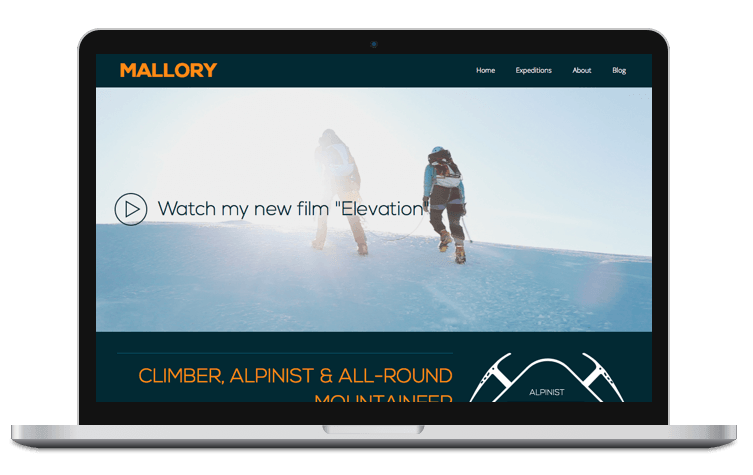 MALLORY
Home Expeditions About Blog
Watch my new film "Elevation"
CLIMBER, ALPINIST & ALL-ROUND
MOUNTAINEER
ALPINIST